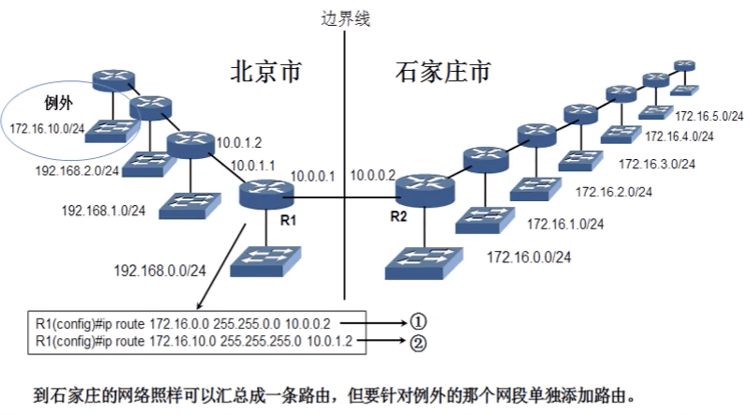 边界线
北京市
石家庄市
例外
172.16.10.0/24
192.168.2.0/24
192.168.1.0/24
192.168.0.0/24
10.0.1.2
10.0.1.1
10.0.0.1
10.0.0.2
R1
R2
172.16.5.0/24
172.16.4.0/24
172.16.3.0/24
172.16.2.0/24
172.16.1.0/24
172.16.0.0/24
R1(config)#ip route 172.16.0.0 255.255.0.0 10.0.0.2 ①
R1(config)#ip route 172.16.10.0 255.255.255.0 10.0.1.2 ②
到石家庄的网络照样可以汇总成一条路由，但要针对例外的那个网段单独添加路由。